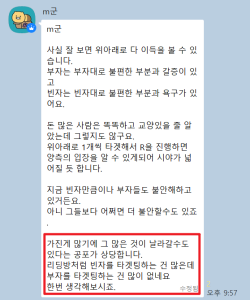 m군
m군
사실 잘 보면 위아래로 다 이득을 볼 수 있
습니다.
부자는 부자대로 불편한 부분과 갈증이 있
고
빈자는 빈자대로 불편한 부분과 욕구가 있
어요.
돈 많은 사람은 똑똑하고 교양있을 줄 알
았는데 그렇지도 않구요.
위아래로 1개씩 타겟해서 R을 진행하면
양측의 입장을 알 수 있게되어 시야가 넓
어질 듯 합니다.
지금 빈자만큼이나 부자들도 불안해하고
있거든요.
아니 그들보다 어쩌면 더 불안할수도 있죠
.
가진게 많기에 그 많은 것이 날라갈수도
있다는 공포가 상당합니다.
리딩방처럼 빈자를 타겟팅하는 건 많은데
부자를 타겟팅하는 건 많이 없네요
한번 생각해보시죠.
오후 9:57